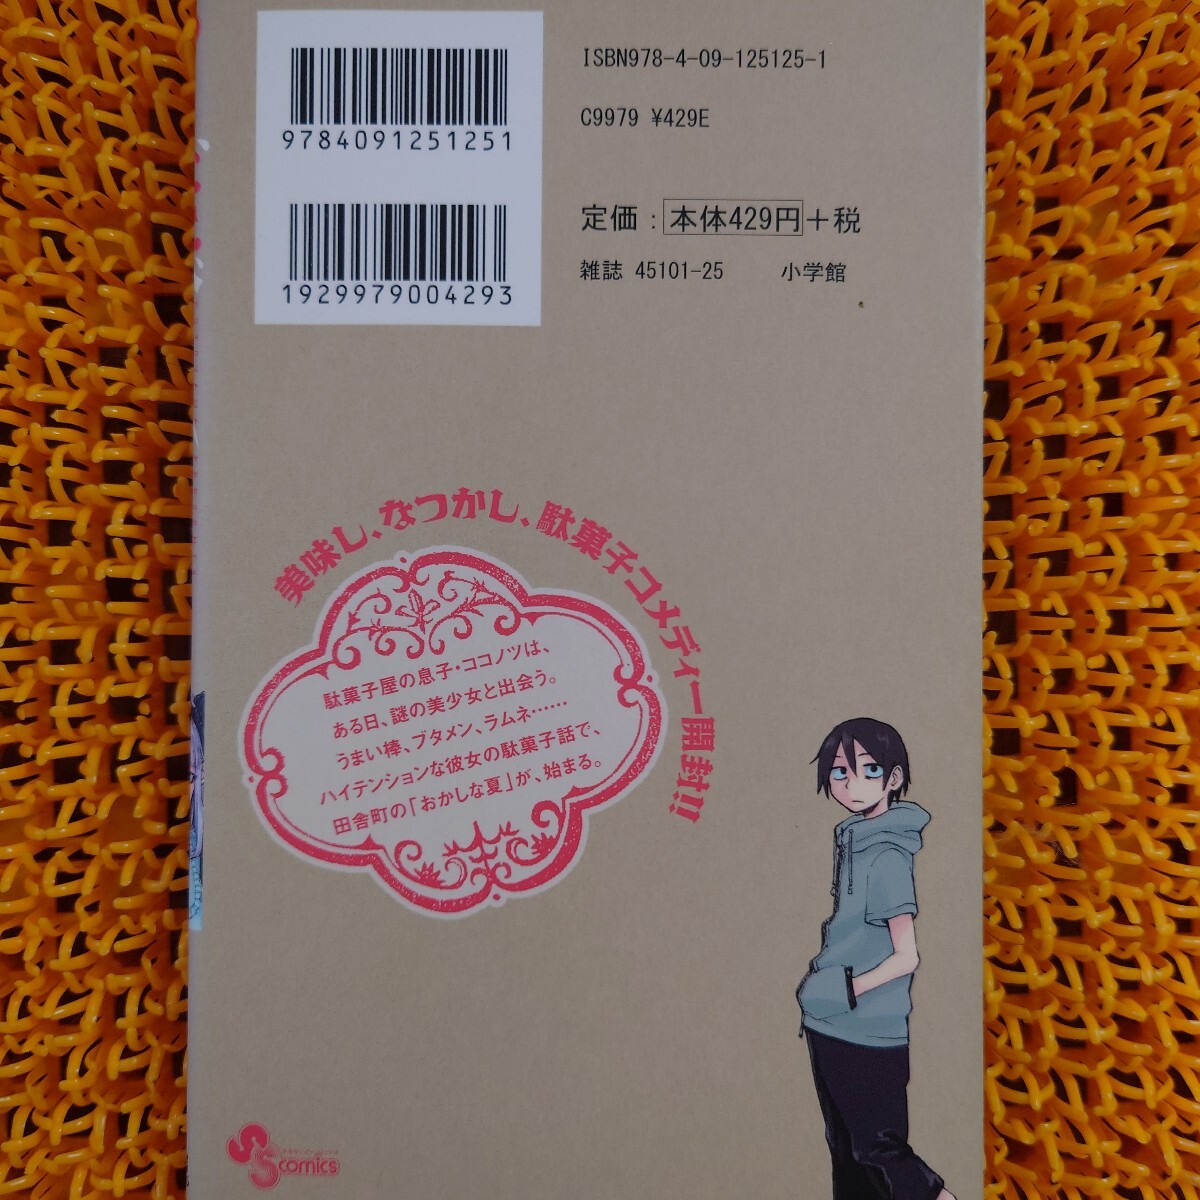 ISBN978-4-09-125125-1
9784091251251
C9979 ¥429E
定価：本体429円＋税
1929979004293
雑誌 45101-25 小学館
美味し、なつかし、駄菓子コメディー開封!!
駄菓子屋の息子・ココノツは、
ある日、謎の美少女と出会う。
うまい棒、ブタメン、ラムネ……
ハイテンションな彼女の駄菓子話で、
田舎町の「おかしな夏」が、始まる。
SScomics